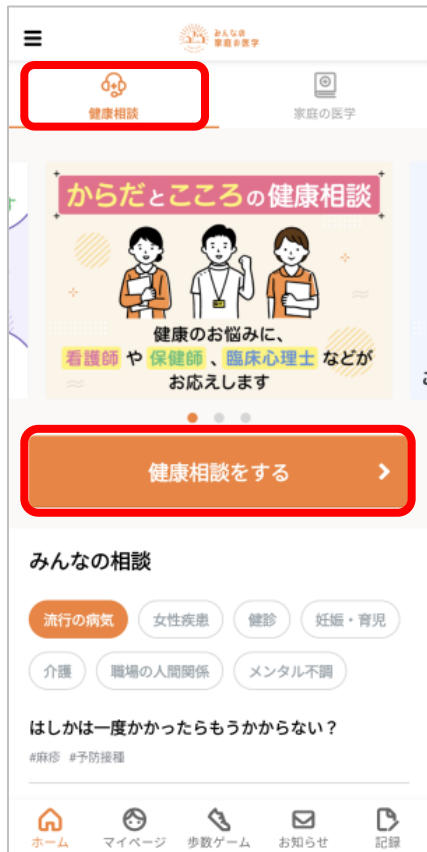 みんなの
家庭の医学
健康相談
家庭の医学
からだとこころの健康相談
健康のお悩みに、
看護師 や 保健師 、臨床心理士 などが
お応えします
健康相談をする
みんなの相談
流行の病気
女性疾患
健診
妊娠・育児
介護
職場の人間関係
メンタル不調
はしかは一度かかったらもうかからない？
#麻疹 #予防接種
ホーム
マイページ
歩数ゲーム
お知らせ
記録